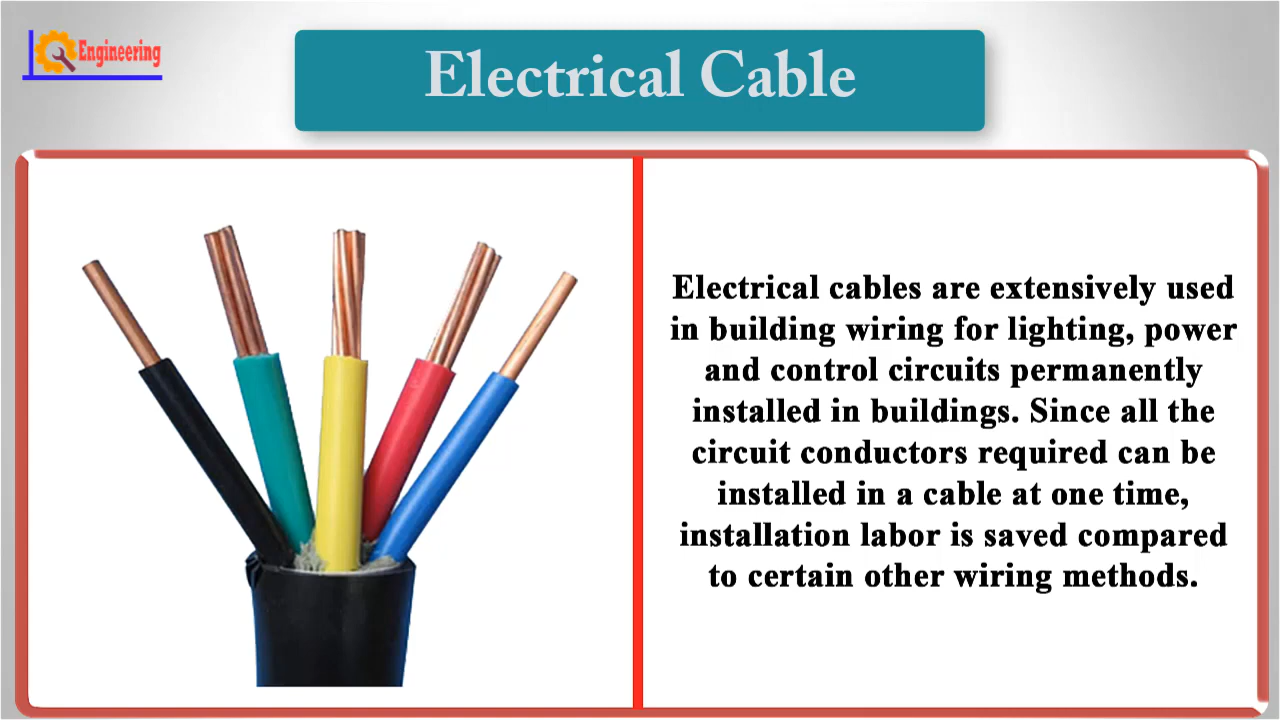 Engineering
Electrical Cable
Electrical cables are extensively used
in building wiring for lighting, power
and control circuits permanently
installed in buildings. Since all the
circuit conductors required can be
installed in a cable at one time,
installation labor is saved compared
to certain other wiring methods.